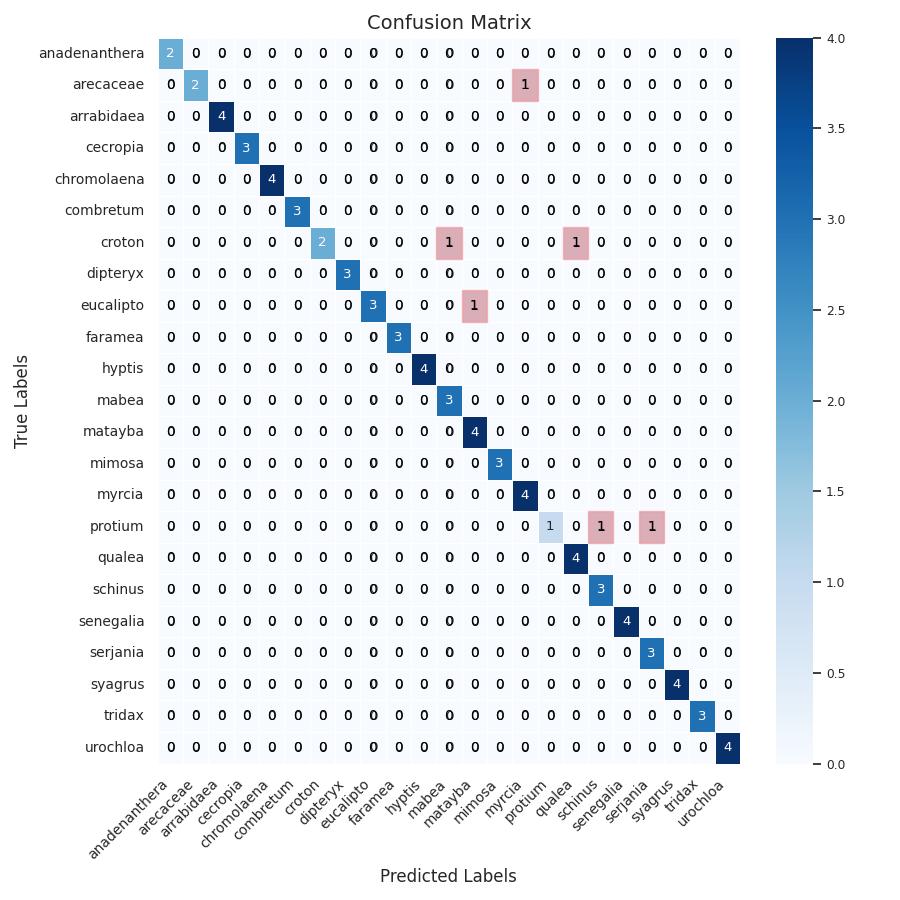 Confusion Matrix
anadenanthera 2 0 0 0 0 0 0 0 0 0 0 0 0 0 0 0 0 0 0 0 0 0 0
arecaceae 0 2 0 0 0 0 0 0 0 0 0 0 0 0 1 0 0 0 0 0 0 0 0
arrabidaea 0 0 4 0 0 0 0 0 0 0 0 0 0 0 0 0 0 0 0 0 0 0 0
cecropia 0 0 0 3 0 0 0 0 0 0 0 0 0 0 0 0 0 0 0 0 0 0 0
chromolaena 0 0 0 0 4 0 0 0 0 0 0 0 0 0 0 0 0 0 0 0 0 0 0
combretum 0 0 0 0 0 3 0 0 0 0 0 0 0 0 0 0 0 0 0 0 0 0 0
croton 0 0 0 0 0 0 2 0 0 0 0 1 0 0 0 0 1 0 0 0 0 0 0
dipteryx 0 0 0 0 0 0 0 3 0 0 0 0 0 0 0 0 0 0 0 0 0 0 0
eucalipto 0 0 0 0 0 0 0 0 3 0 0 0 1 0 0 0 0 0 0 0 0 0 0
faramea 0 0 0 0 0 0 0 0 0 3 0 0 0 0 0 0 0 0 0 0 0 0 0
hyptis 0 0 0 0 0 0 0 0 0 0 4 0 0 0 0 0 0 0 0 0 0 0 0
mabea 0 0 0 0 0 0 0 0 0 0 0 3 0 0 0 0 0 0 0 0 0 0 0
matayba 0 0 0 0 0 0 0 0 0 0 0 0 4 0 0 0 0 0 0 0 0 0 0
mimosa 0 0 0 0 0 0 0 0 0 0 0 0 0 3 0 0 0 0 0 0 0 0 0
myrcia 0 0 0 0 0 0 0 0 0 0 0 0 0 0 4 0 0 0 0 0 0 0 0
protium 0 0 0 0 0 0 0 0 0 0 0 0 0 0 0 1 0 1 0 1 0 0 0
qualea 0 0 0 0 0 0 0 0 0 0 0 0 0 0 0 0 4 0 0 0 0 0 0
schinus 0 0 0 0 0 0 0 0 0 0 0 0 0 0 0 0 0 3 0 0 0 0 0
senegalia 0 0 0 0 0 0 0 0 0 0 0 0 0 0 0 0 0 0 4 0 0 0 0
serjania 0 0 0 0 0 0 0 0 0 0 0 0 0 0 0 0 0 0 0 3 0 0 0
syagrus 0 0 0 0 0 0 0 0 0 0 0 0 0 0 0 0 0 0 0 0 4 0 0
tridax 0 0 0 0 0 0 0 0 0 0 0 0 0 0 0 0 0 0 0 0 0 3 0
urochloa 0 0 0 0 0 0 0 0 0 0 0 0 0 0 0 0 0 0 0 0 0 0 4
anadenanthera arecaceae arrabidaea cecropia chromolaena combretum croton dipteryx eucalipto faramea hyptis mabea matayba mimosa myrcia protium qualea schinus senegalia serjania syagrus tridax urochloa
Predicted Labels
True Labels
4.0
3.5
3.0
2.5
2.0
1.5
1.0
0.5
0.0